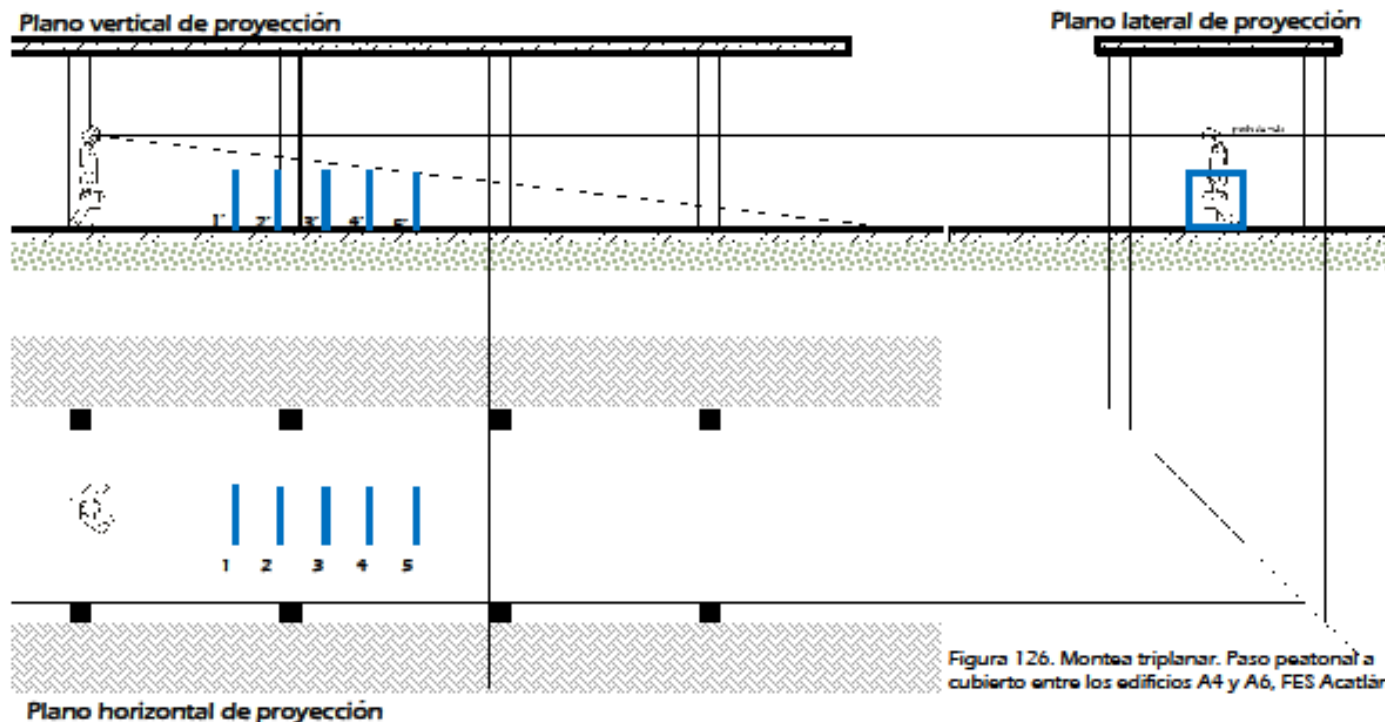 Plano vertical de proyección
Plano lateral de proyección
1" 2" 3" 4" 5"
1 2 3 4 5
Figura 126. Montea triplanar. Paso peatonal a
cubierto entre los edificios A4 y A6, FES Acatlán
Plano horizontal de proyección